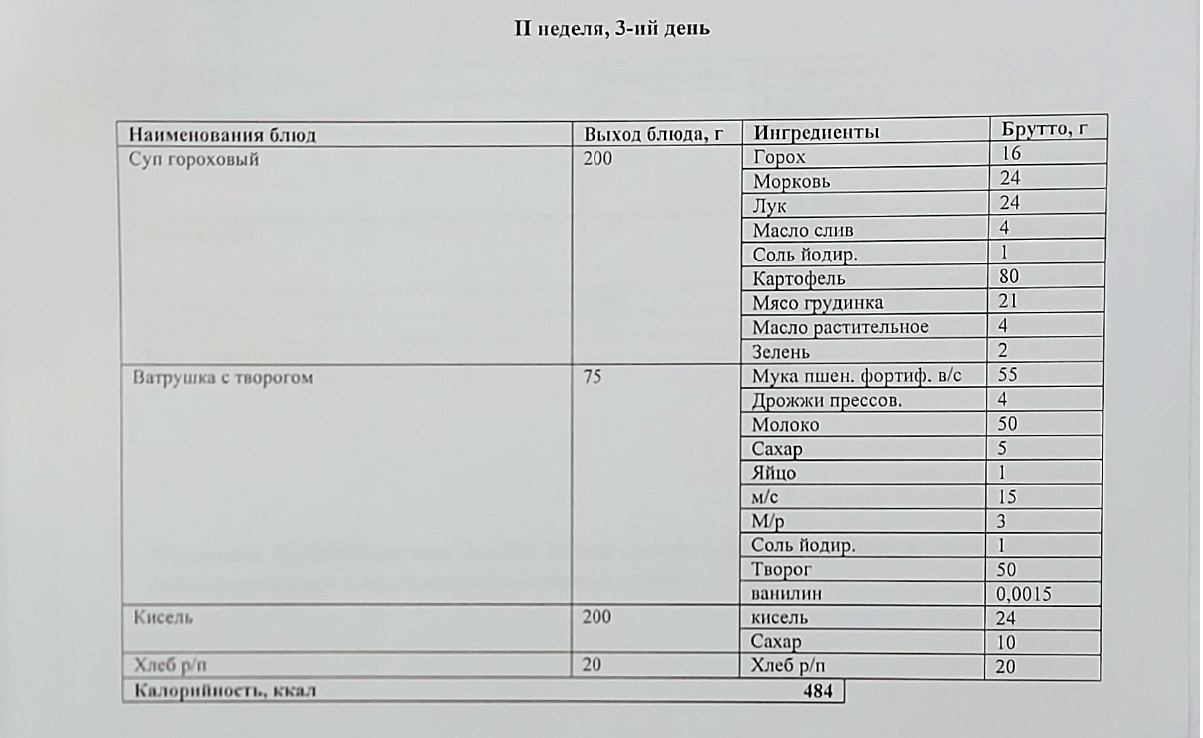 II неделя, 3-ий день
Наименования блюд Выход блюда, г Ингредиенты Брутто, г
Суп гороховый 200 Горох 16
Морковь 24
Лук 24
Масло слив 4
Соль йодир. 1
Картофель 80
Мясо грудинка 21
Масло растительное 4
Зелень 2
Ватрушка с творогом 75 Мука пшен. фортиф. в/с 55
Дрожжи прессов. 4
Молоко 50
Сахар 5
Яйцо 1
м/с 15
М/р 3
Соль йодир. 1
Творог 50
ванилин 0,0015
Кисель 200 кисель 24
Сахар 10
Хлеб р/п 20 Хлеб р/п 20
Калорийность, ккал 484